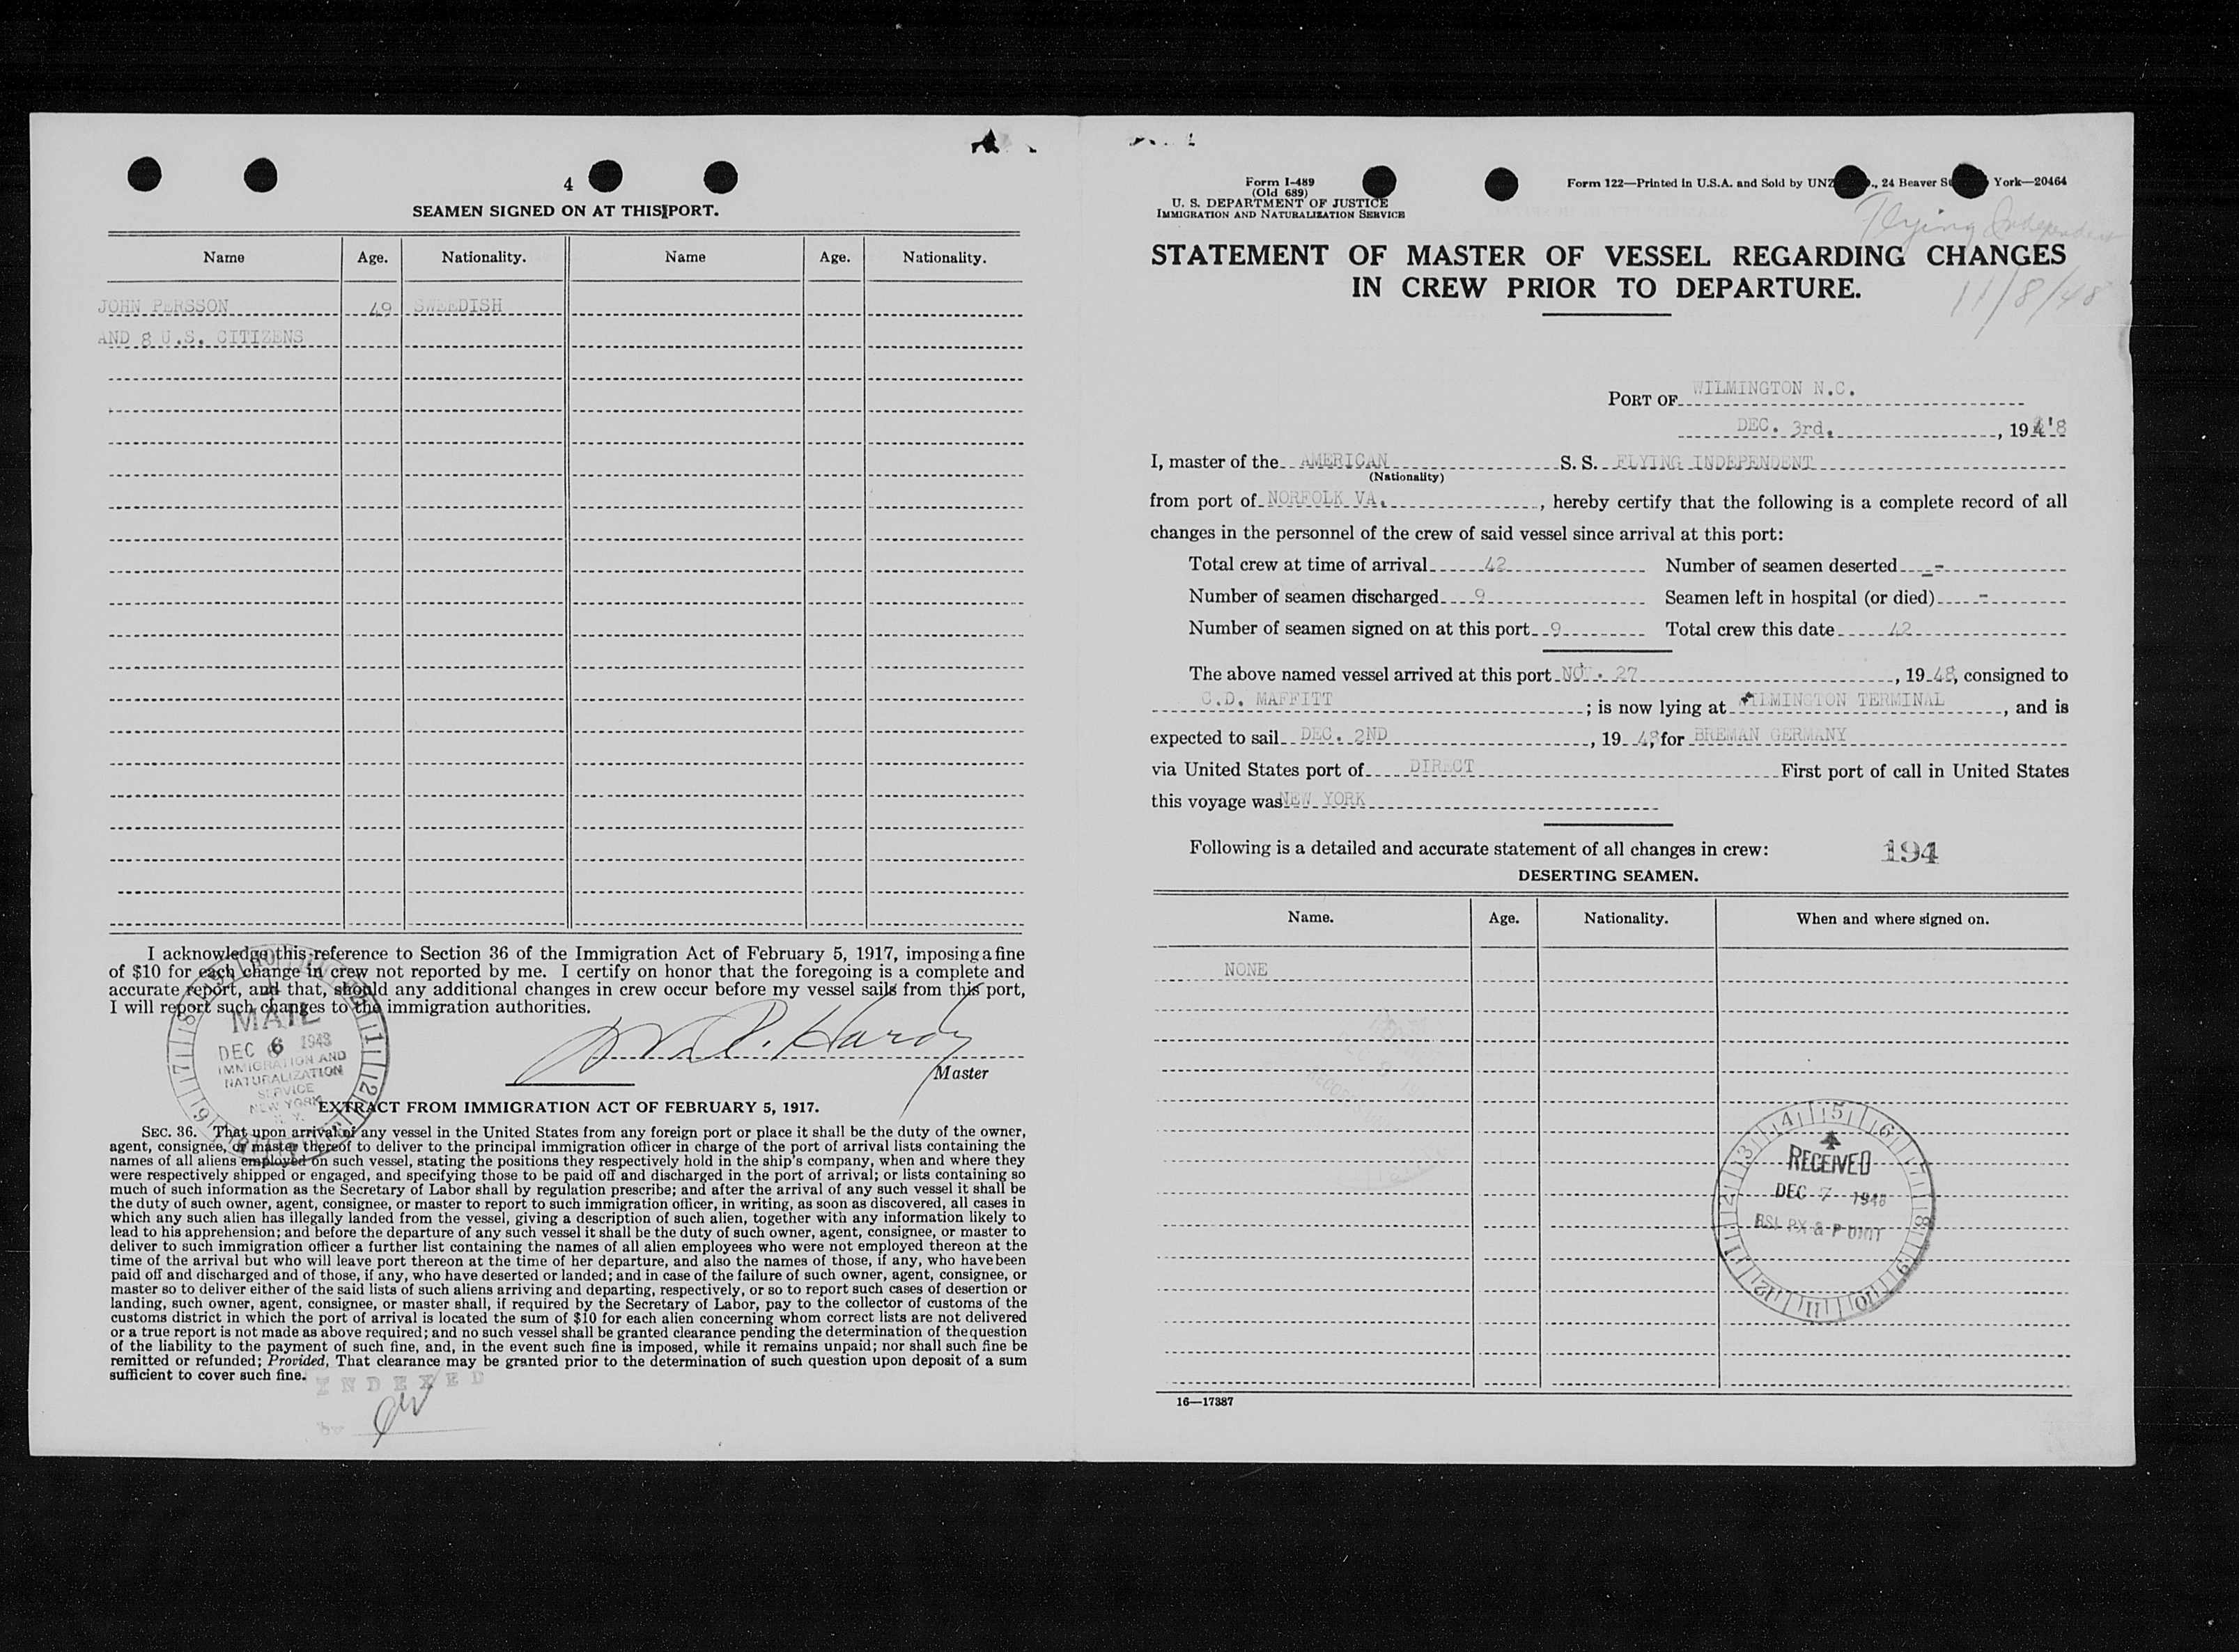 4
SEAMEN SIGNED ON AT THIS PORT.
Name Age. Nationality. Name Age. Nationality.
JOHN PERSSON 49 SWEEDISH
AND 8 U.S. CITIZENS
I acknowledge this reference to Section 36 of the Immigration Act of February 5, 1917, imposing a fine
of $10 for each change in crew not reported by me. I certify on honor that the foregoing is a complete and
accurate report, and that, should any additional changes in crew occur before my vessel sails from this port,
I will report such changes to the immigration authorities.
MAIL
DEC 6 1948
IMMIGRATION AND
NATURALIZATION
SERVICE
NEW YORK
N. Y.
Hardy
Master
EXTRACT FROM IMMIGRATION ACT OF FEBRUARY 5, 1917.
SEC. 36. That upon arrival of any vessel in the United States from any foreign port or place it shall be the duty of the owner,
agent, consignee, or master thereof to deliver to the principal immigration officer in charge of the port of arrival lists containing the
names of all aliens employed on such vessel, stating the positions they respectively hold in the ship's company, when and where they
were respectively shipped or engaged, and specifying those to be paid off and discharged in the port of arrival; or lists containing so
much of such information as the Secretary of Labor shall by regulation prescribe; and after the arrival of any such vessel it shall be
the duty of such owner, agent, consignee, or master to report to such immigration officer, in writing, as soon as discovered, all cases in
which any such alien has illegally landed from the vessel, giving a description of such alien, together with any information likely to
lead to his apprehension; and before the departure of any such vessel it shall be the duty of such owner, agent, consignee, or master to
deliver to such immigration officer a further list containing the names of all alien employees who were not employed thereon at the
time of the arrival but who will leave port thereon at the time of her departure, and also the names of those, if any, who have been
paid off and discharged and of those, if any, who have deserted or landed; and in case of the failure of such owner, agent, consignee, or
master so to deliver either of the said lists of such aliens arriving and departing, respectively, or so to report such cases of desertion or
landing, such owner, agent, consignee, or master shall, if required by the Secretary of Labor, pay to the collector of customs of the
customs district in which the port of arrival is located the sum of $10 for each alien concerning whom correct lists are not delivered
or a true report is not made as above required; and no such vessel shall be granted clearance pending the determination of the question
of the liability to the payment of such fine, and, in the event such fine is imposed, while it remains unpaid; nor shall such fine be
remitted or refunded; Provided, That clearance may be granted prior to the determination of such question upon deposit of a sum
sufficient to cover such fine.
INDEXED
Form I-489
(Old 689)
U. S. DEPARTMENT OF JUSTICE
IMMIGRATION AND NATURALIZATION SERVICE
Form 122—Printed in U.S.A. and Sold by UNZ ., 24 Beaver S York—20464
Flying Independent
11/8/48
STATEMENT OF MASTER OF VESSEL REGARDING CHANGES
IN CREW PRIOR TO DEPARTURE.
PORT OF WILMINGTON N.C.
DEC. 3rd. , 194'8
I, master of the AMERICAN S. S. FLYING INDEPENDENT
(Nationality)
from port of NORFOLK VA. , hereby certify that the following is a complete record of all
changes in the personnel of the crew of said vessel since arrival at this port:
Total crew at time of arrival 42 Number of seamen deserted --
Number of seamen discharged 9 Seamen left in hospital (or died) -
Number of seamen signed on at this port 9 Total crew this date 42
The above named vessel arrived at this port NOV. 27 , 19 48, consigned to
C.D. MAFFITT ; is now lying at WILMINGTON TERMINAL , and is
expected to sail DEC. 2ND , 19 48, for BREMAN GERMANY
via United States port of DIRECT First port of call in United States
this voyage was NEW YORK
Following is a detailed and accurate statement of all changes in crew: 194
DESERTING SEAMEN.
Name. Age. Nationality. When and where signed on.
NONE
RECEIVED
DEC 7 1948
16—17387